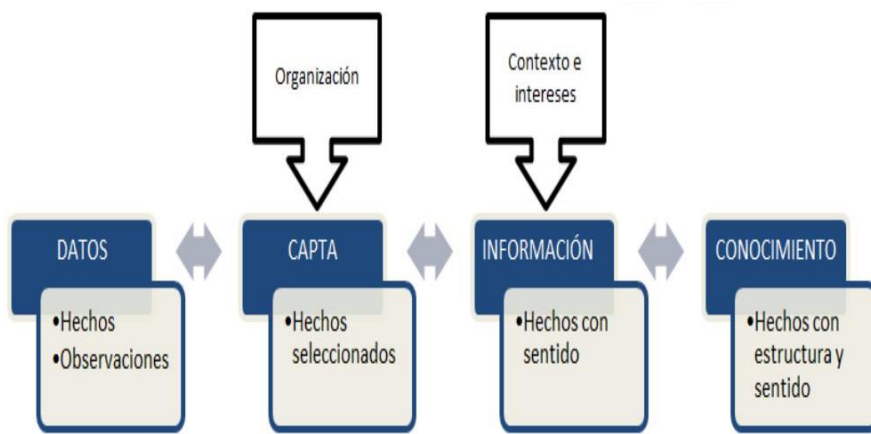 Organización
Contexto e
intereses
DATOS
•Hechos
•Observaciones
CAPTA
•Hechos
seleccionados
INFORMACIÓN
•Hechos con
sentido
CONOCIMIENTO
•Hechos con
estructura y
sentido